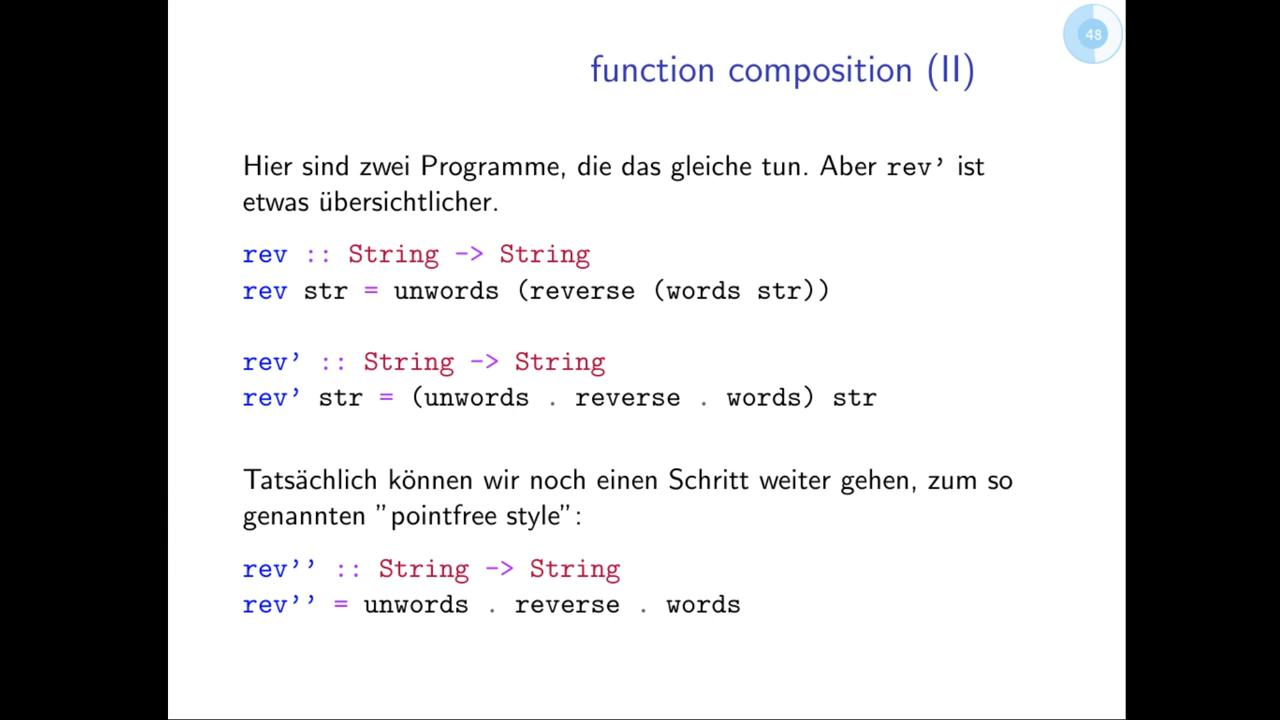 48
function composition (II)
Hier sind zwei Programme, die das gleiche tun. Aber rev’ ist
etwas übersichtlicher.
rev :: String -> String
rev str = unwords (reverse (words str))
rev’ :: String -> String
rev’ str = (unwords . reverse . words) str
Tatsächlich können wir noch einen Schritt weiter gehen, zum so
genannten ”pointfree style”:
rev’’ :: String -> String
rev’’ = unwords . reverse . words